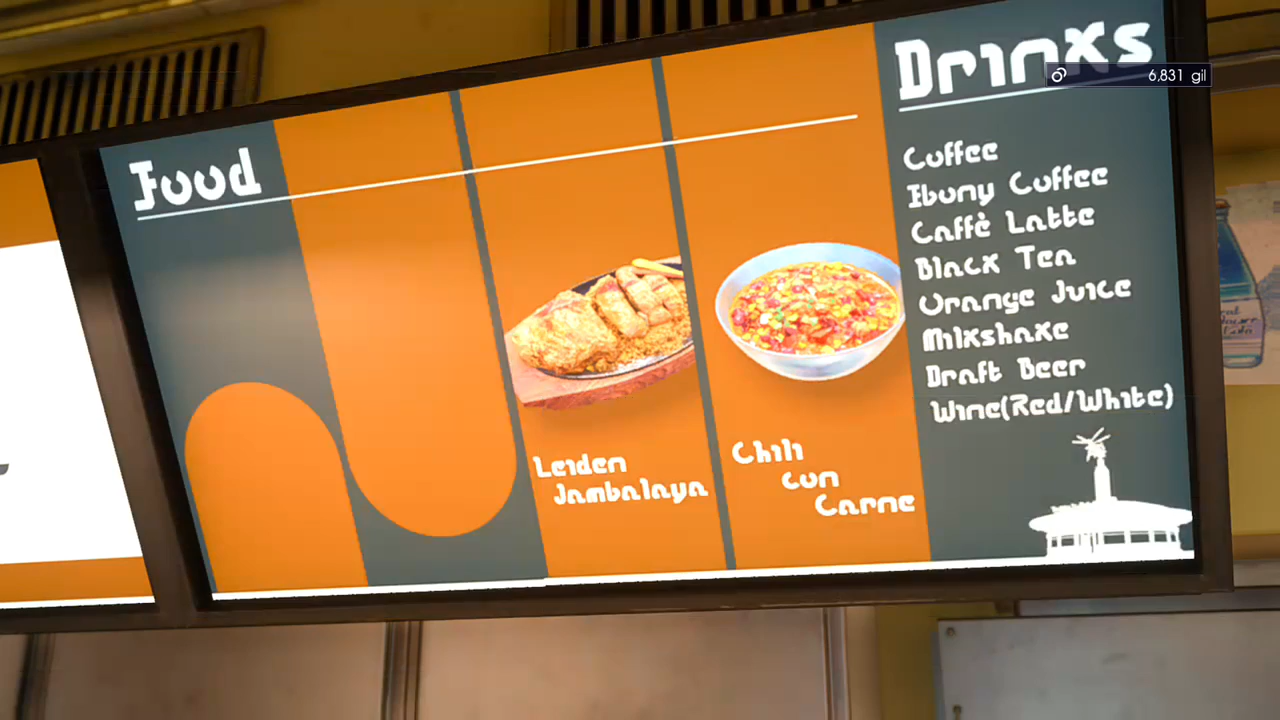 Food
Leiden
Jambalaya
Chili
con
Carne
Drinks
6,831 gil
Coffee
Ebony Coffee
Caffè Latte
Black Tea
Orange Juice
Milkshake
Draft Beer
Wine(Red/White)